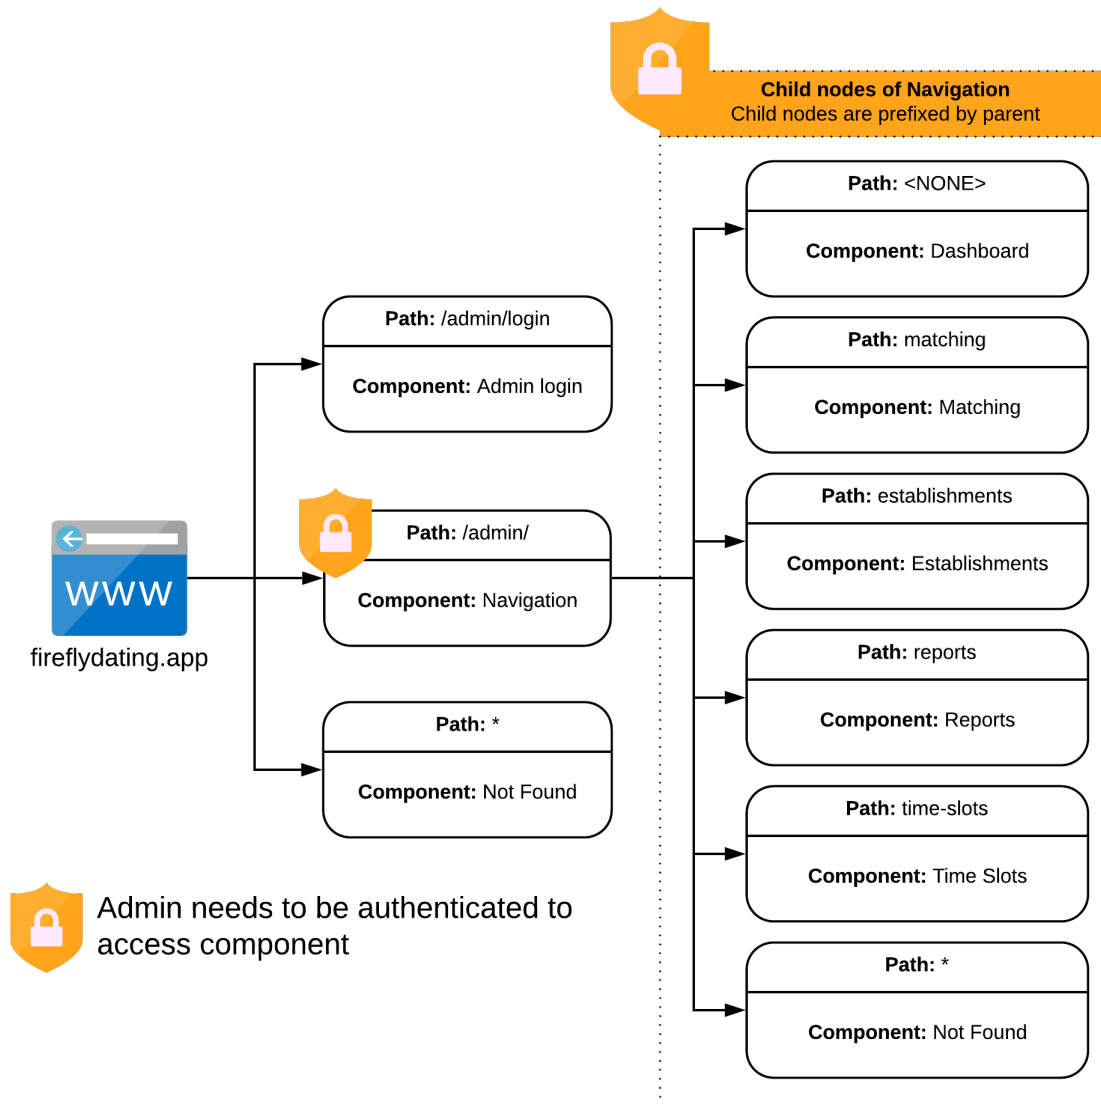 Child nodes of Navigation
Child nodes are prefixed by parent
Path: <NONE>
Component: Dashboard
Path: /admin/login
Component: Admin login
Path: matching
Component: Matching
Path: /admin/
Component: Navigation
Path: establishments
Component: Establishments
WWW
fireflydating.app
Path: reports
Component: Reports
Path: *
Component: Not Found
Path: time-slots
Component: Time Slots
Admin needs to be authenticated to
access component
Path: *
Component: Not Found